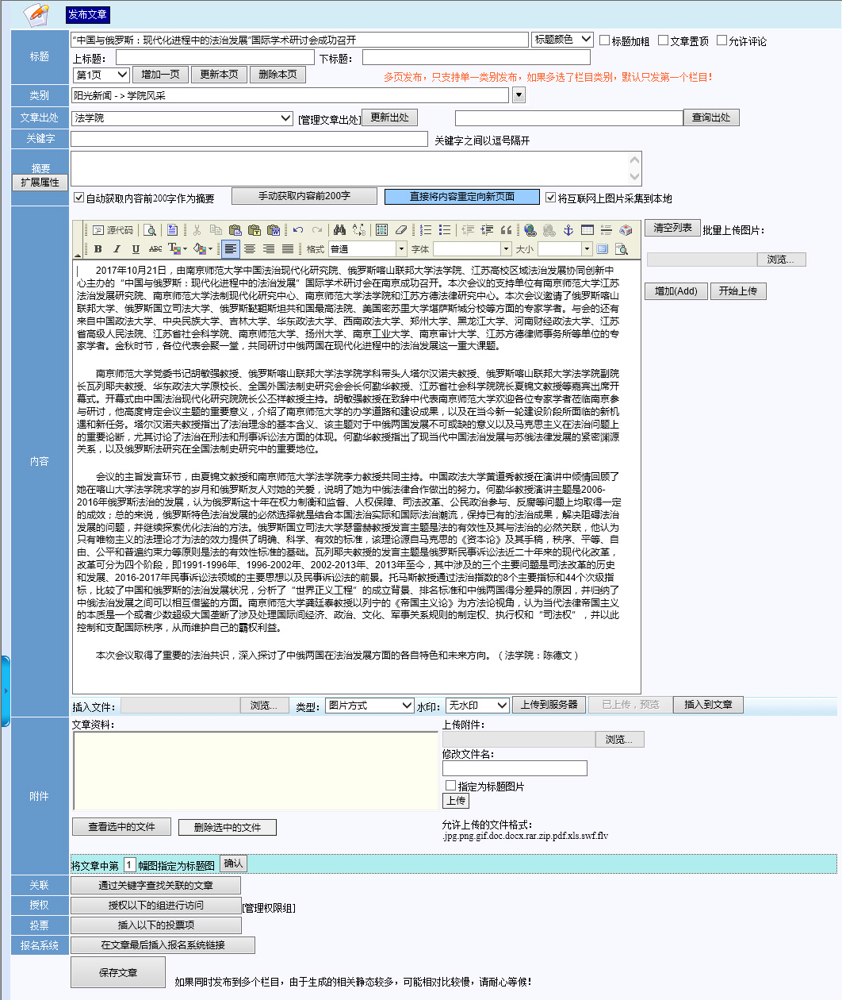 发布文章
标题
"中国与俄罗斯：现代化进程中的法治发展"国际学术研讨会成功召开 标题颜色 标题加粗 文章置顶 允许评论
上标题： 下标题：
第1页 增加一页 更新本页 删除本页 多页发布，只支持单一类别发布，如果多选了栏目类别，默认只发第一个栏目！
类别 阳光新闻 -> 学院风采
文章出处 法学院 [管理文章出处] 更新出处 查询出处
关键字 关键字之间以逗号隔开
摘要
扩展属性
自动获取内容前200字作为摘要 手动获取内容前200字 直接将内容重定向新页面 将互联网上图片采集到本地
源代码
B I U ABC 格式 普通 字体 大小
清空列表 批量上传图片：
浏览...
增加(Add) 开始上传
内容
2017年10月21日，由南京师范大学中国法治现代化研究院、俄罗斯喀山联邦大学法学院、江苏高校区域法治发展协同创新中
心主办的“中国与俄罗斯：现代化进程中的法治发展”国际学术研讨会在南京成功召开。本次会议的支持单位有南京师范大学江苏
法治发展研究院、南京师范大学法制现代化研究中心、南京师范大学法学院和江苏方德法律研究中心。本次会议邀请了俄罗斯喀山
联邦大学、俄罗斯国立司法大学、俄罗斯鞑靼斯坦共和国最高法院、美国密苏里大学堪萨斯城分校等方面的专家学者。与会的还有
来自中国政法大学、中央民族大学、吉林大学、华东政法大学、西南政法大学、郑州大学、黑龙江大学、河南财经政法大学、江苏
省高级人民法院、江苏省社会科学院、南京师范大学、扬州大学、南京工业大学、南京审计大学、江苏方德律师事务所等单位的专
家学者。金秋时节，各位代表会聚一堂，共同研讨中俄两国在现代化进程中的法治发展这一重大课题。
南京师范大学党委书记胡敏强教授、俄罗斯喀山联邦大学法学院学科带头人塔尔汉诺夫教授、俄罗斯喀山联邦大学法学院副院
长瓦列耶夫教授、华东政法大学原校长、全国外国法制史研究会会长何勤华教授、江苏省社会科学院院长夏锦文教授等嘉宾出席开
幕式。开幕式由中国法治现代化研究院院长公丕祥教授主持。胡敏强教授在致辞中代表南京师范大学欢迎各位专家学者莅临南京参
与研讨，他高度肯定会议主题的重要意义，介绍了南京师范大学的办学道路和建设成果，以及在当今新一轮建设阶段所面临的新机
遇和新任务。塔尔汉诺夫教授指出了法治理念的基本含义、该主题对于中俄两国发展不可或缺的意义以及马克思主义在法治问题上
的重要论断，尤其讨论了法治在刑法和刑事诉讼法方面的体现。何勤华教授指出了现当代中国法治发展与苏俄法律发展的紧密渊源
关系，以及俄罗斯法研究在全国法制史研究中的重要地位。
会议的主旨发言环节，由夏锦文教授和南京师范大学法学院李力教授共同主持。中国政法大学黄道秀教授在演讲中倾情回顾了
她在喀山大学法学院求学的岁月和俄罗斯友人对她的关爱，说明了她为中俄法律合作做出的努力。何勤华教授演讲主题是2006-
2016年俄罗斯法治的发展，认为俄罗斯这十年在权力制衡和监督、人权保障、司法改革、公民政治参与、反腐等问题上均取得一定
的成效；总的来说，俄罗斯特色法治发展的必然选择就是结合本国法治实际和国际法治潮流，保持已有的法治成果，解决阻碍法治
发展的问题，并继续探索优化法治的方法。俄罗斯国立司法大学瑟雷赫教授发言主题是法的有效性及其与法治的必然关联，他认为
只有唯物主义的法理论才为法的效力提供了明确、科学、有效的标准，该理论源自马克思的《资本论》及其手稿，秩序、平等、自
由、公平和普遍约束力等原则是法的有效性标准的基础。瓦列耶夫教授的发言主题是俄罗斯民事诉讼法近二十年来的现代化改革，
改革可分为四个阶段，即1991-1996年、1996-2002年、2002-2013年、2013年至今，其中涉及的三个主要问题是司法改革的历史
和发展、2016-2017年民事诉讼法领域的主要思想以及民事诉讼法的前景。托马斯教授通过法治指数的8个主要指标和44个次级指
标，比较了中国和俄罗斯的法治发展状况，分析了“世界正义工程”的成立背景、排名标准和中俄两国得分差异的原因，并归纳了
中俄法治发展之间可以相互借鉴的方面。南京师范大学龚廷泰教授以列宁的《帝国主义论》为方法论视角，认为当代法律帝国主义
的本质是一个或者少数超级大国垄断了涉及处理国际间经济、政治、文化、军事关系规则的制定权、执行权和“司法权”，并以此
控制和支配国际秩序，从而维护自己的霸权利益。
本次会议取得了重要的法治共识，深入探讨了中俄两国在法治发展方面的各自特色和未来方向。（法学院：陈德文）
插入文件： 浏览... 类型： 图片方式 水印： 无水印 上传到服务器 已上传，预览 插入到文章
附件
文章资料： 上传附件：
浏览...
修改文件名：
指定为标题图片
上传
查看选中的文件 删除选中的文件 允许上传的文件格式：
.jpg.png.gif.doc.docx.rar.zip.pdf.xls.swf.flv
将文章中第 1 幅图指定为标题图 确认
关联 通过关键字查找关联的文章
授权 授权以下的组进行访问 [管理权限组]
投票 插入以下的投票项
报名系统 在文章最后插入报名系统链接
保存文章 如果同时发布到多个栏目，由于生成的相关静态较多，可能相对比较慢，请耐心等候！